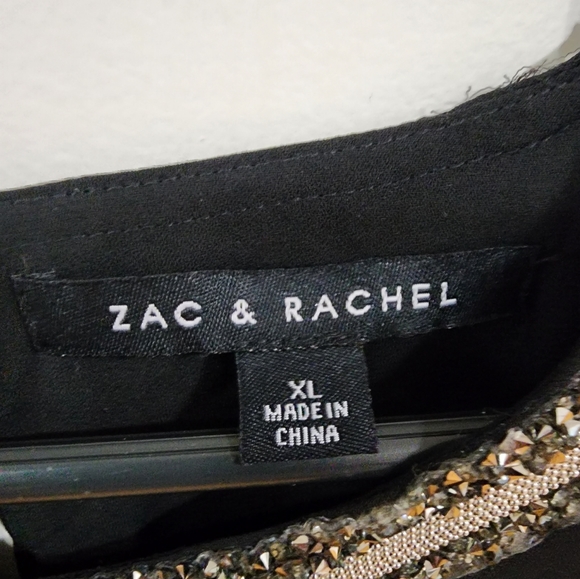 ZAC & RACHEL
XL
MADE IN
CHINA